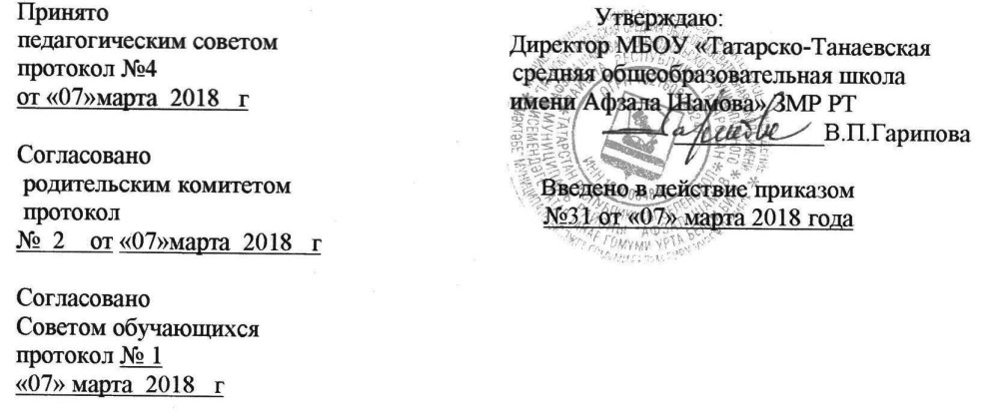 Принято
педагогическим советом
протокол №4
от «07»марта 2018 г
Согласовано
родительским комитетом
протокол
№ 2 от «07»марта 2018 г
Согласовано
Советом обучающихся
протокол № 1
«07» марта 2018 г
Утверждаю:
Директор МБОУ «Татарско-Танаевская
средняя общеобразовательная школа
имени Афзала Шамова» ЗМР РТ
В.П.Гарипова
Введено в действие приказом
№31 от «07» марта 2018 года